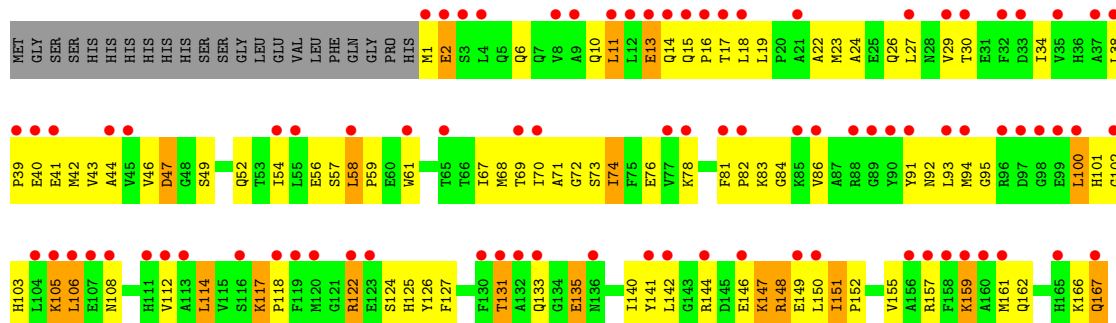 MET GLY SER SER HIS HIS HIS HIS HIS HIS SER SER GLY LEU GLU VAL LEU PHE GLN GLY PRO HIS M1 E2 S3 L4 Q5 Q6 Q7 V8 A9 Q10 L11 L12 E13 Q14 Q15 P16 T17 L18 L19 P20 A21 A22 M23 A24 E25 Q26 L27 N28 V29 T30 E31 F32 D33 I34 V35 H36 A37 L38
P39 E40 E41 M42 V43 A44 V45 V46 D47 G48 S49 Q52 T53 I54 L55 E56 S57 L58 P59 E60 W61 T65 T66 I67 M68 T69 I70 A71 G72 S73 I74 F75 E76 V77 K78 F81 P82 K83 G84 K85 V86 A87 R88 G89 Y90 Y91 N92 L93 M94 G95 R96 D97 G98 E99 L100 H101
H103 L104 K105 L106 E107 N108 H111 V112 A113 L114 V115 S116 K117 P118 F119 M120 G121 R122 E123 S124 H125 Y126 F127 F130 T131 A132 Q133 G134 E135 N136 I140 Y141 L142 G143 R144 D145 E146 K147 R148 E149 L150 I151 P152 V155 A156 R157 F158 K159 A160 M161 Q162 H165 K166 Q167